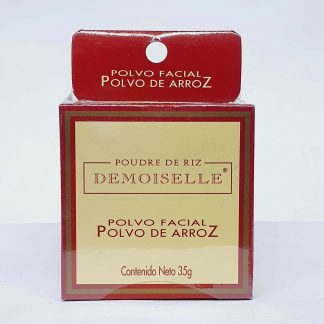 POLVO FACIAL
POLVO DE ARROZ
POUDRE DE RIZ
DEMOISELLE®
POLVO FACIAL
POLVO DE ARROZ
Contenido Neto 35g